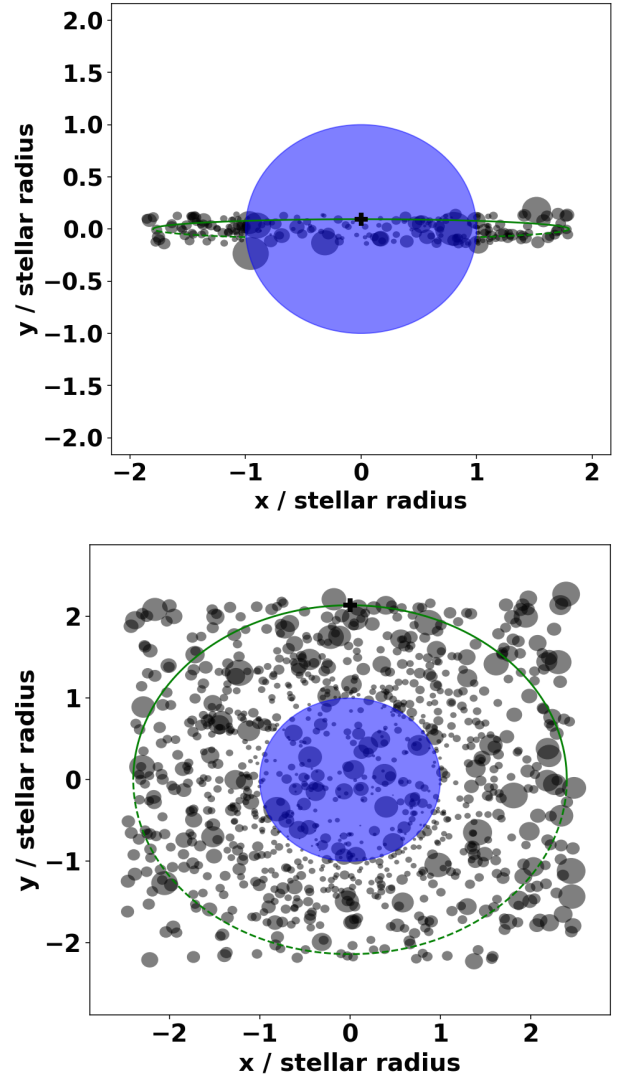 2.0
1.5
1.0
0.5
0.0
−0.5
−1.0
−1.5
−2.0
y / stellar radius
−2 −1 0 1 2
x / stellar radius
2
1
0
−1
−2
y / stellar radius
−2 −1 0 1 2
x / stellar radius